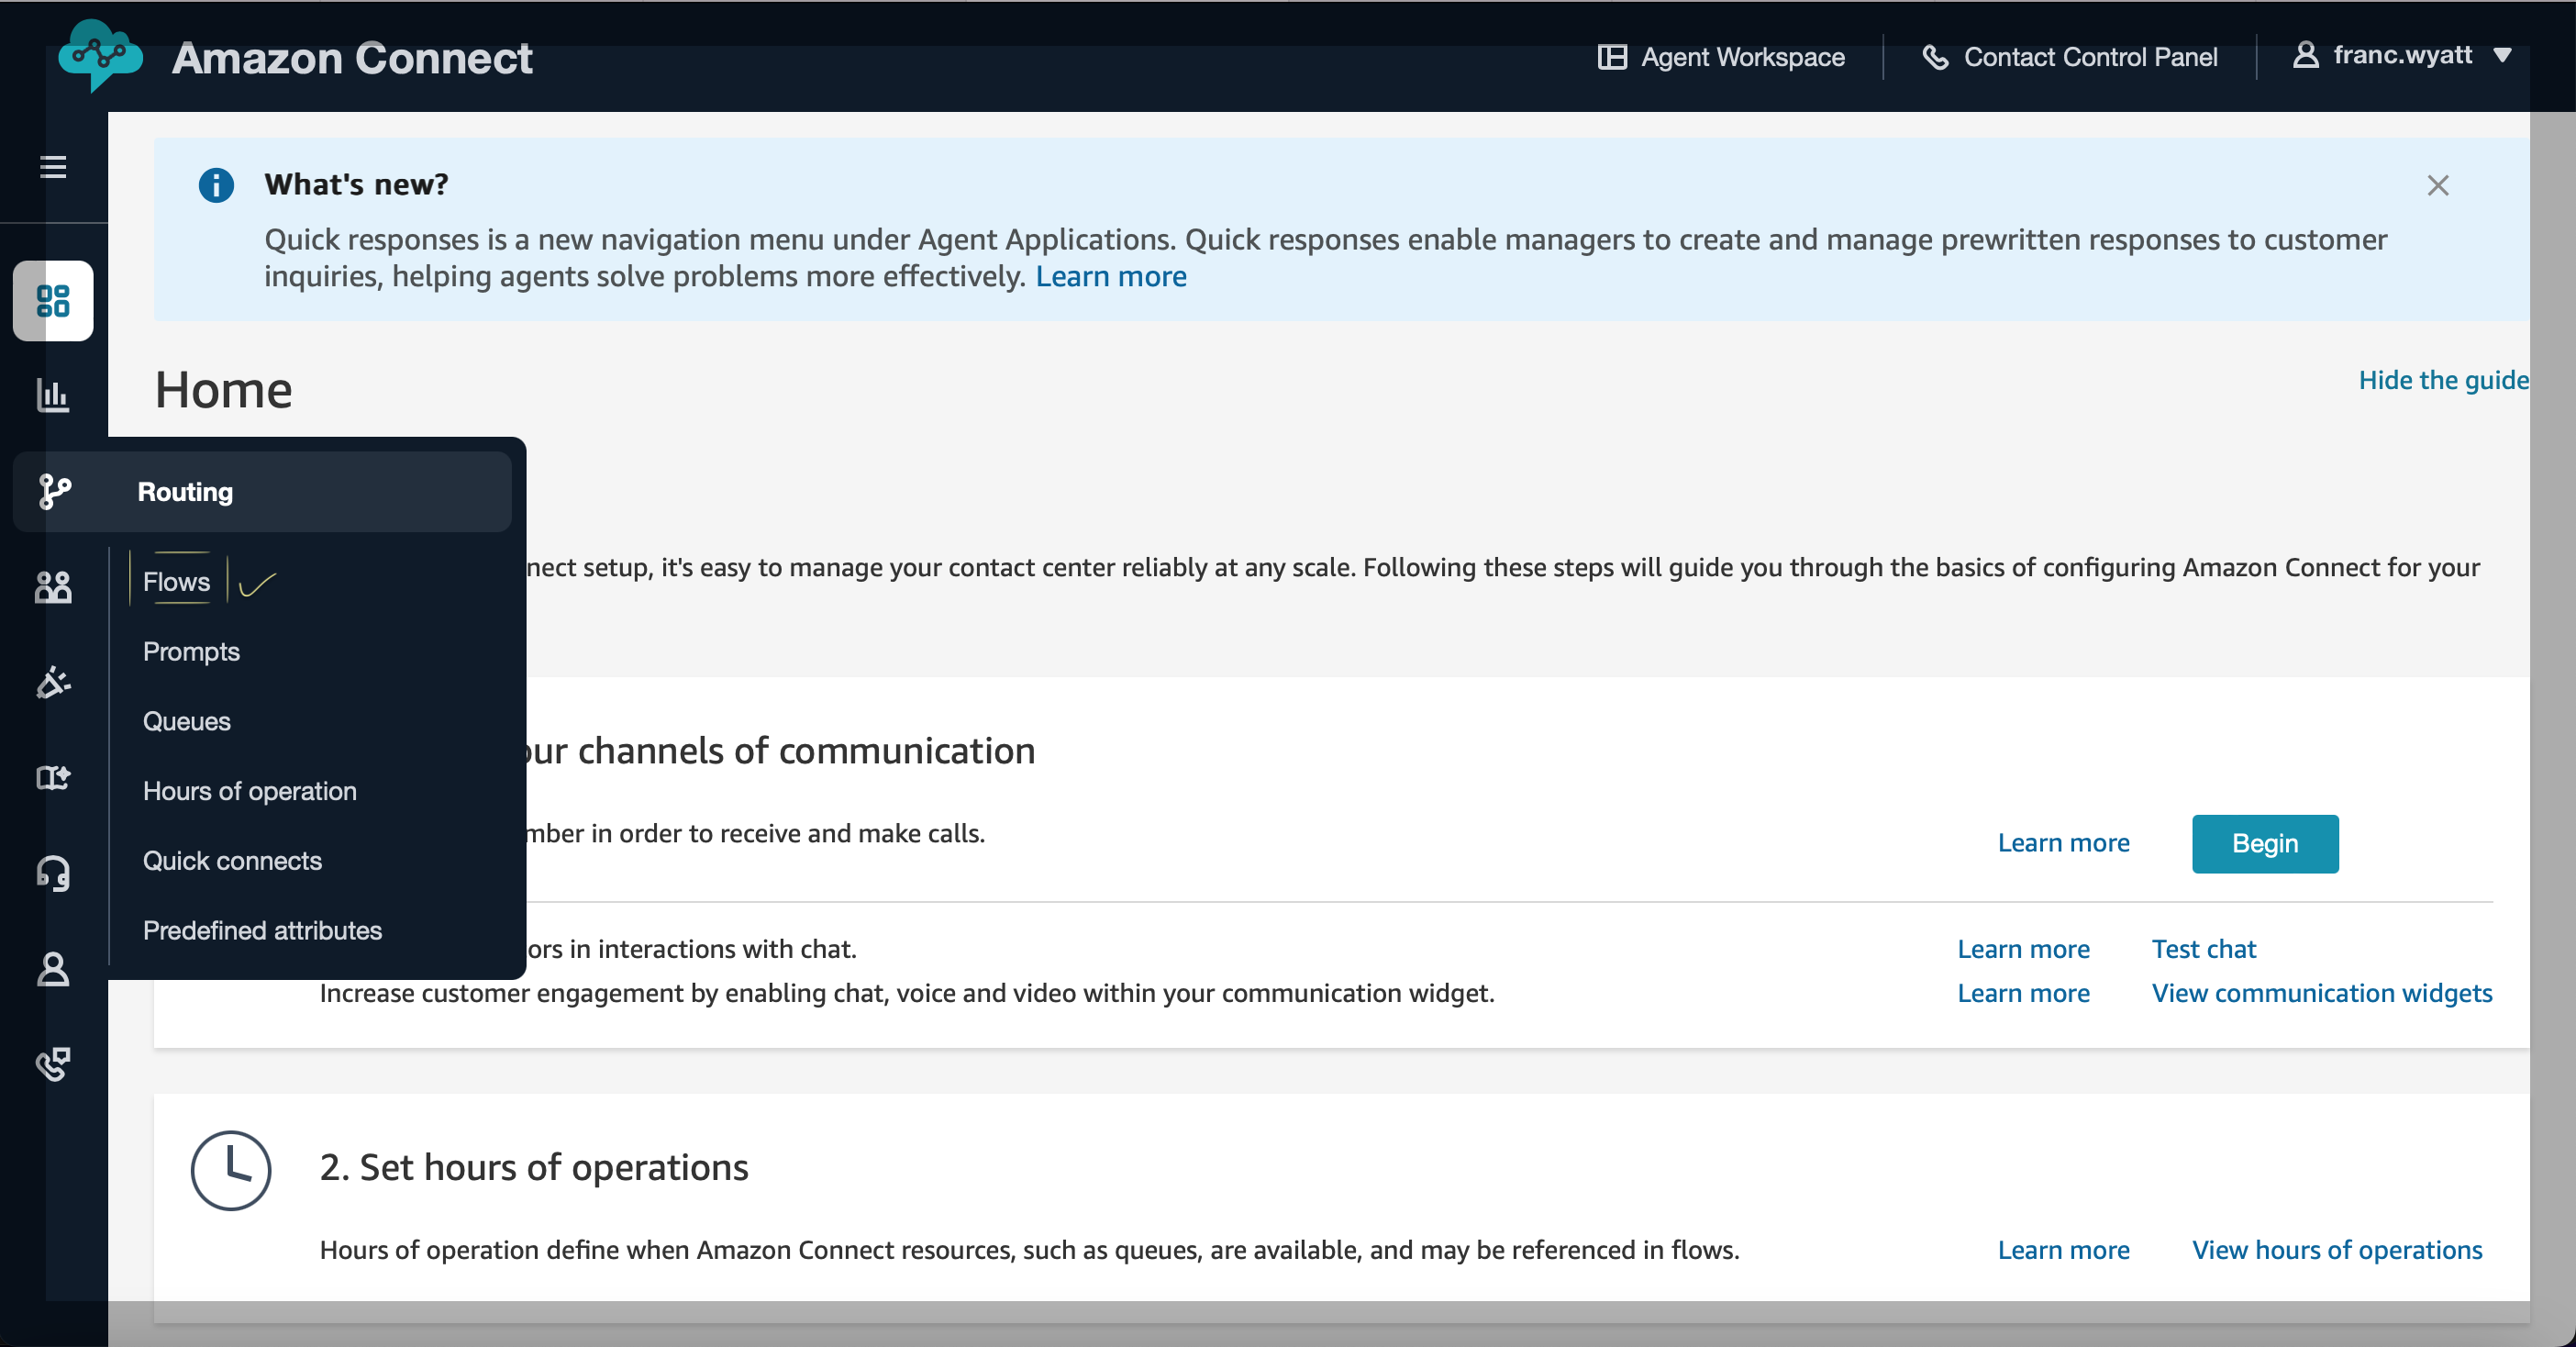 Amazon Connect
Agent Workspace
Contact Control Panel
franc.wyatt
What's new?
Quick responses is a new navigation menu under Agent Applications. Quick responses enable managers to create and manage prewritten responses to customer
inquiries, helping agents solve problems more effectively. Learn more
Home
Hide the guide
Routing
Flows
nect setup, it's easy to manage your contact center reliably at any scale. Following these steps will guide you through the basics of configuring Amazon Connect for your
Prompts
Queues
our channels of communication
Hours of operation
mber in order to receive and make calls.
Learn more
Begin
Quick connects
Predefined attributes
ors in interactions with chat.
Learn more
Test chat
Increase customer engagement by enabling chat, voice and video within your communication widget.
Learn more
View communication widgets
2. Set hours of operations
Hours of operation define when Amazon Connect resources, such as queues, are available, and may be referenced in flows.
Learn more
View hours of operations